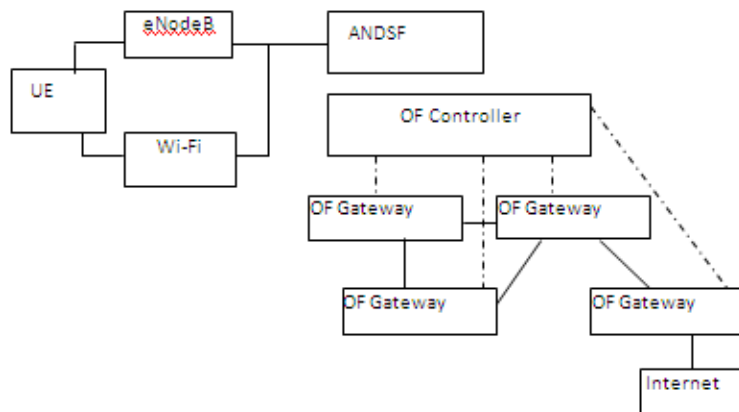 eNodeB
ANDSF
UE
OF Controller
Wi-Fi
OF Gateway
OF Gateway
OF Gateway
OF Gateway
Internet